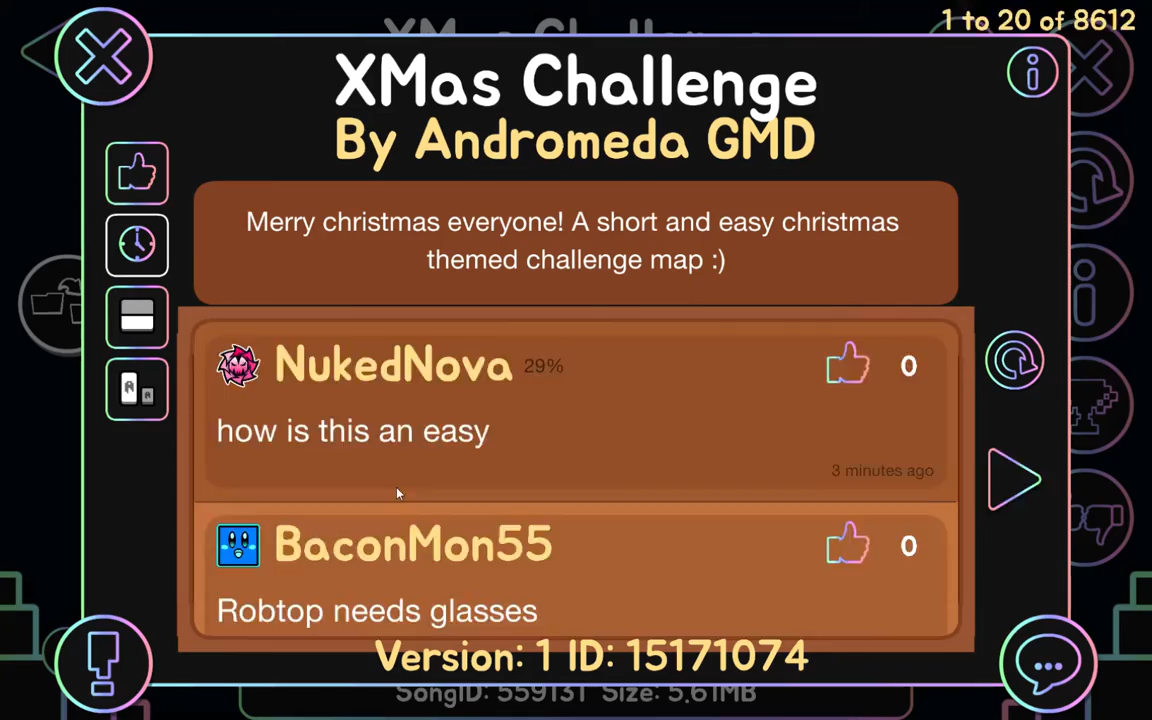 1 to 20 of 8612
XMas Challenge
By Andromeda GMD
Merry christmas everyone! A short and easy christmas
themed challenge map :)
NukedNova 29% 0
how is this an easy
3 minutes ago
BaconMon55 0
Robtop needs glasses
Version: 1 ID: 15171074
SongID: 559131 Size: 5.61MB